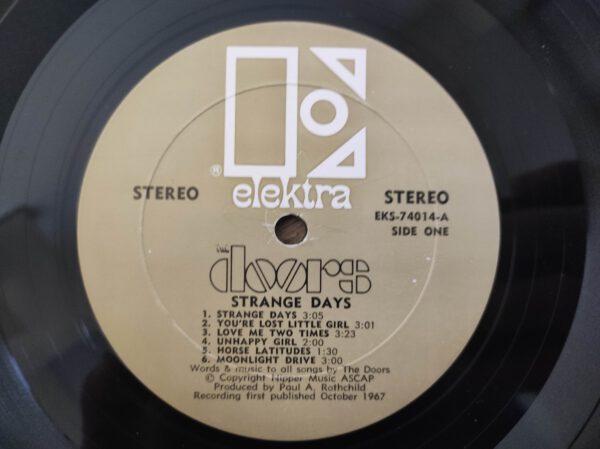 ®
elektra
STEREO
STEREO
EKS-74014-A
SIDE ONE
THE
doors
STRANGE DAYS
1. STRANGE DAYS 3:05
2. YOU'RE LOST LITTLE GIRL 3:01
3. LOVE ME TWO TIMES 3:23
4. UNHAPPY GIRL 2:00
5. HORSE LATITUDES 1:30
6. MOONLIGHT DRIVE 3:00
Words & music to all songs by The Doors
© Copyright Nipper Music ASCAP
Produced by Paul A. Rothchild
Recording first published October 1967